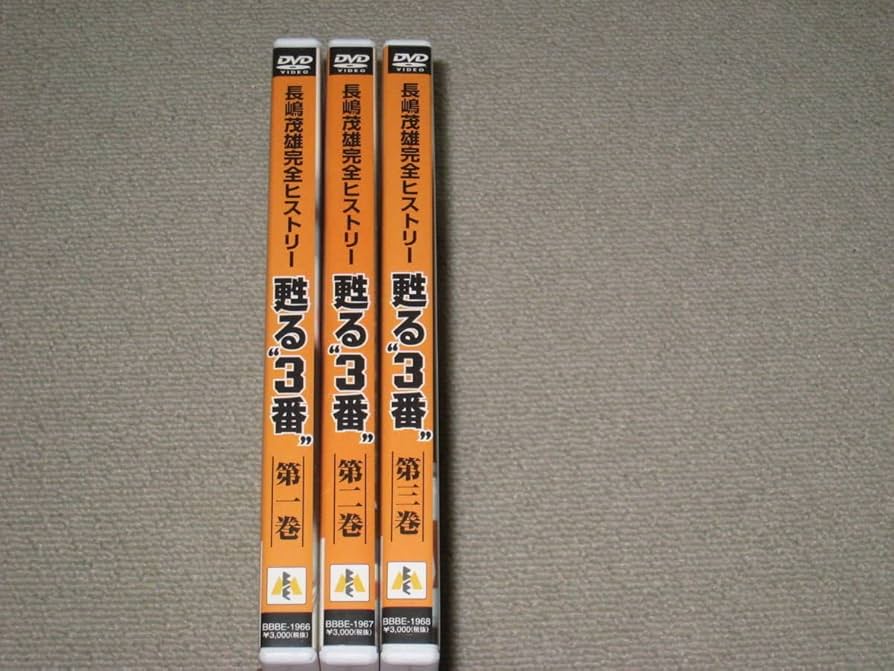 DVD
VIDEO
長嶋茂雄完全ヒストリー
甦る“3番”
第一巻
BBBE-1966
¥3,000(税抜)
DVD
VIDEO
長嶋茂雄完全ヒストリー
甦る“3番”
第二巻
BBBE-1967
¥3,000(税抜)
DVD
VIDEO
長嶋茂雄完全ヒストリー
甦る“3番”
第三巻
BBBE-1968
¥3,000(税抜)